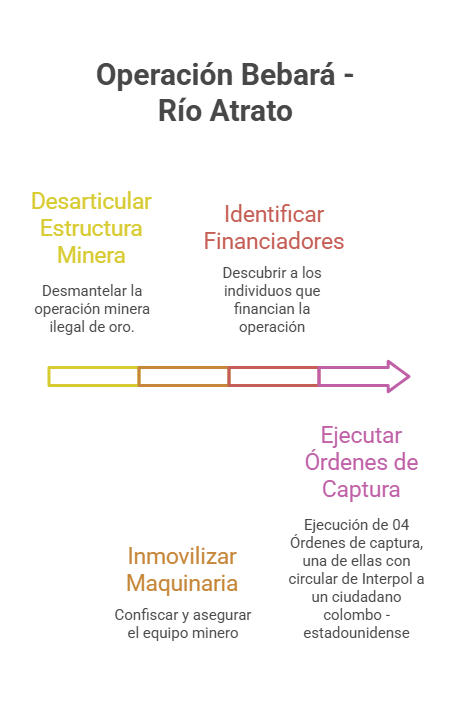 Operación Bebará -
Río Atrato
Desarticular
Estructura
Minera
Desmantelar la
operación minera
ilegal de oro.
Identificar
Financiadores
Descubrir a los
individuos que
financian la
operación
Inmovilizar
Maquinaria
Confiscar y asegurar
el equipo minero
Ejecutar
Órdenes de
Captura
Ejecución de 04
Órdenes de captura,
una de ellas con
circular de Interpol a
un ciudadano
colombo -
estadounidense